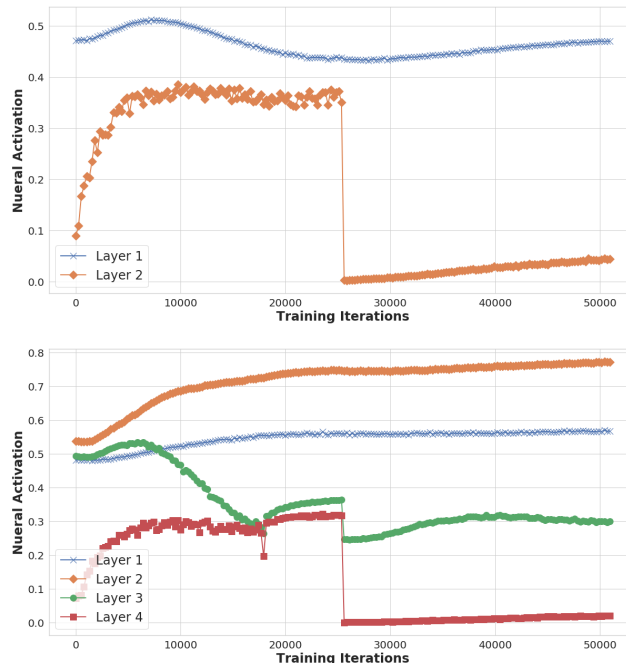 0.5
0.4
0.3
0.2
0.1
0.0
Nueral Activation
Layer 1
Layer 2
0 10000 20000 30000 40000 50000
Training Iterations
0.8
0.7
0.6
0.5
0.4
0.3
0.2
0.1
0.0
Nueral Activation
Layer 1
Layer 2
Layer 3
Layer 4
0 10000 20000 30000 40000 50000
Training Iterations